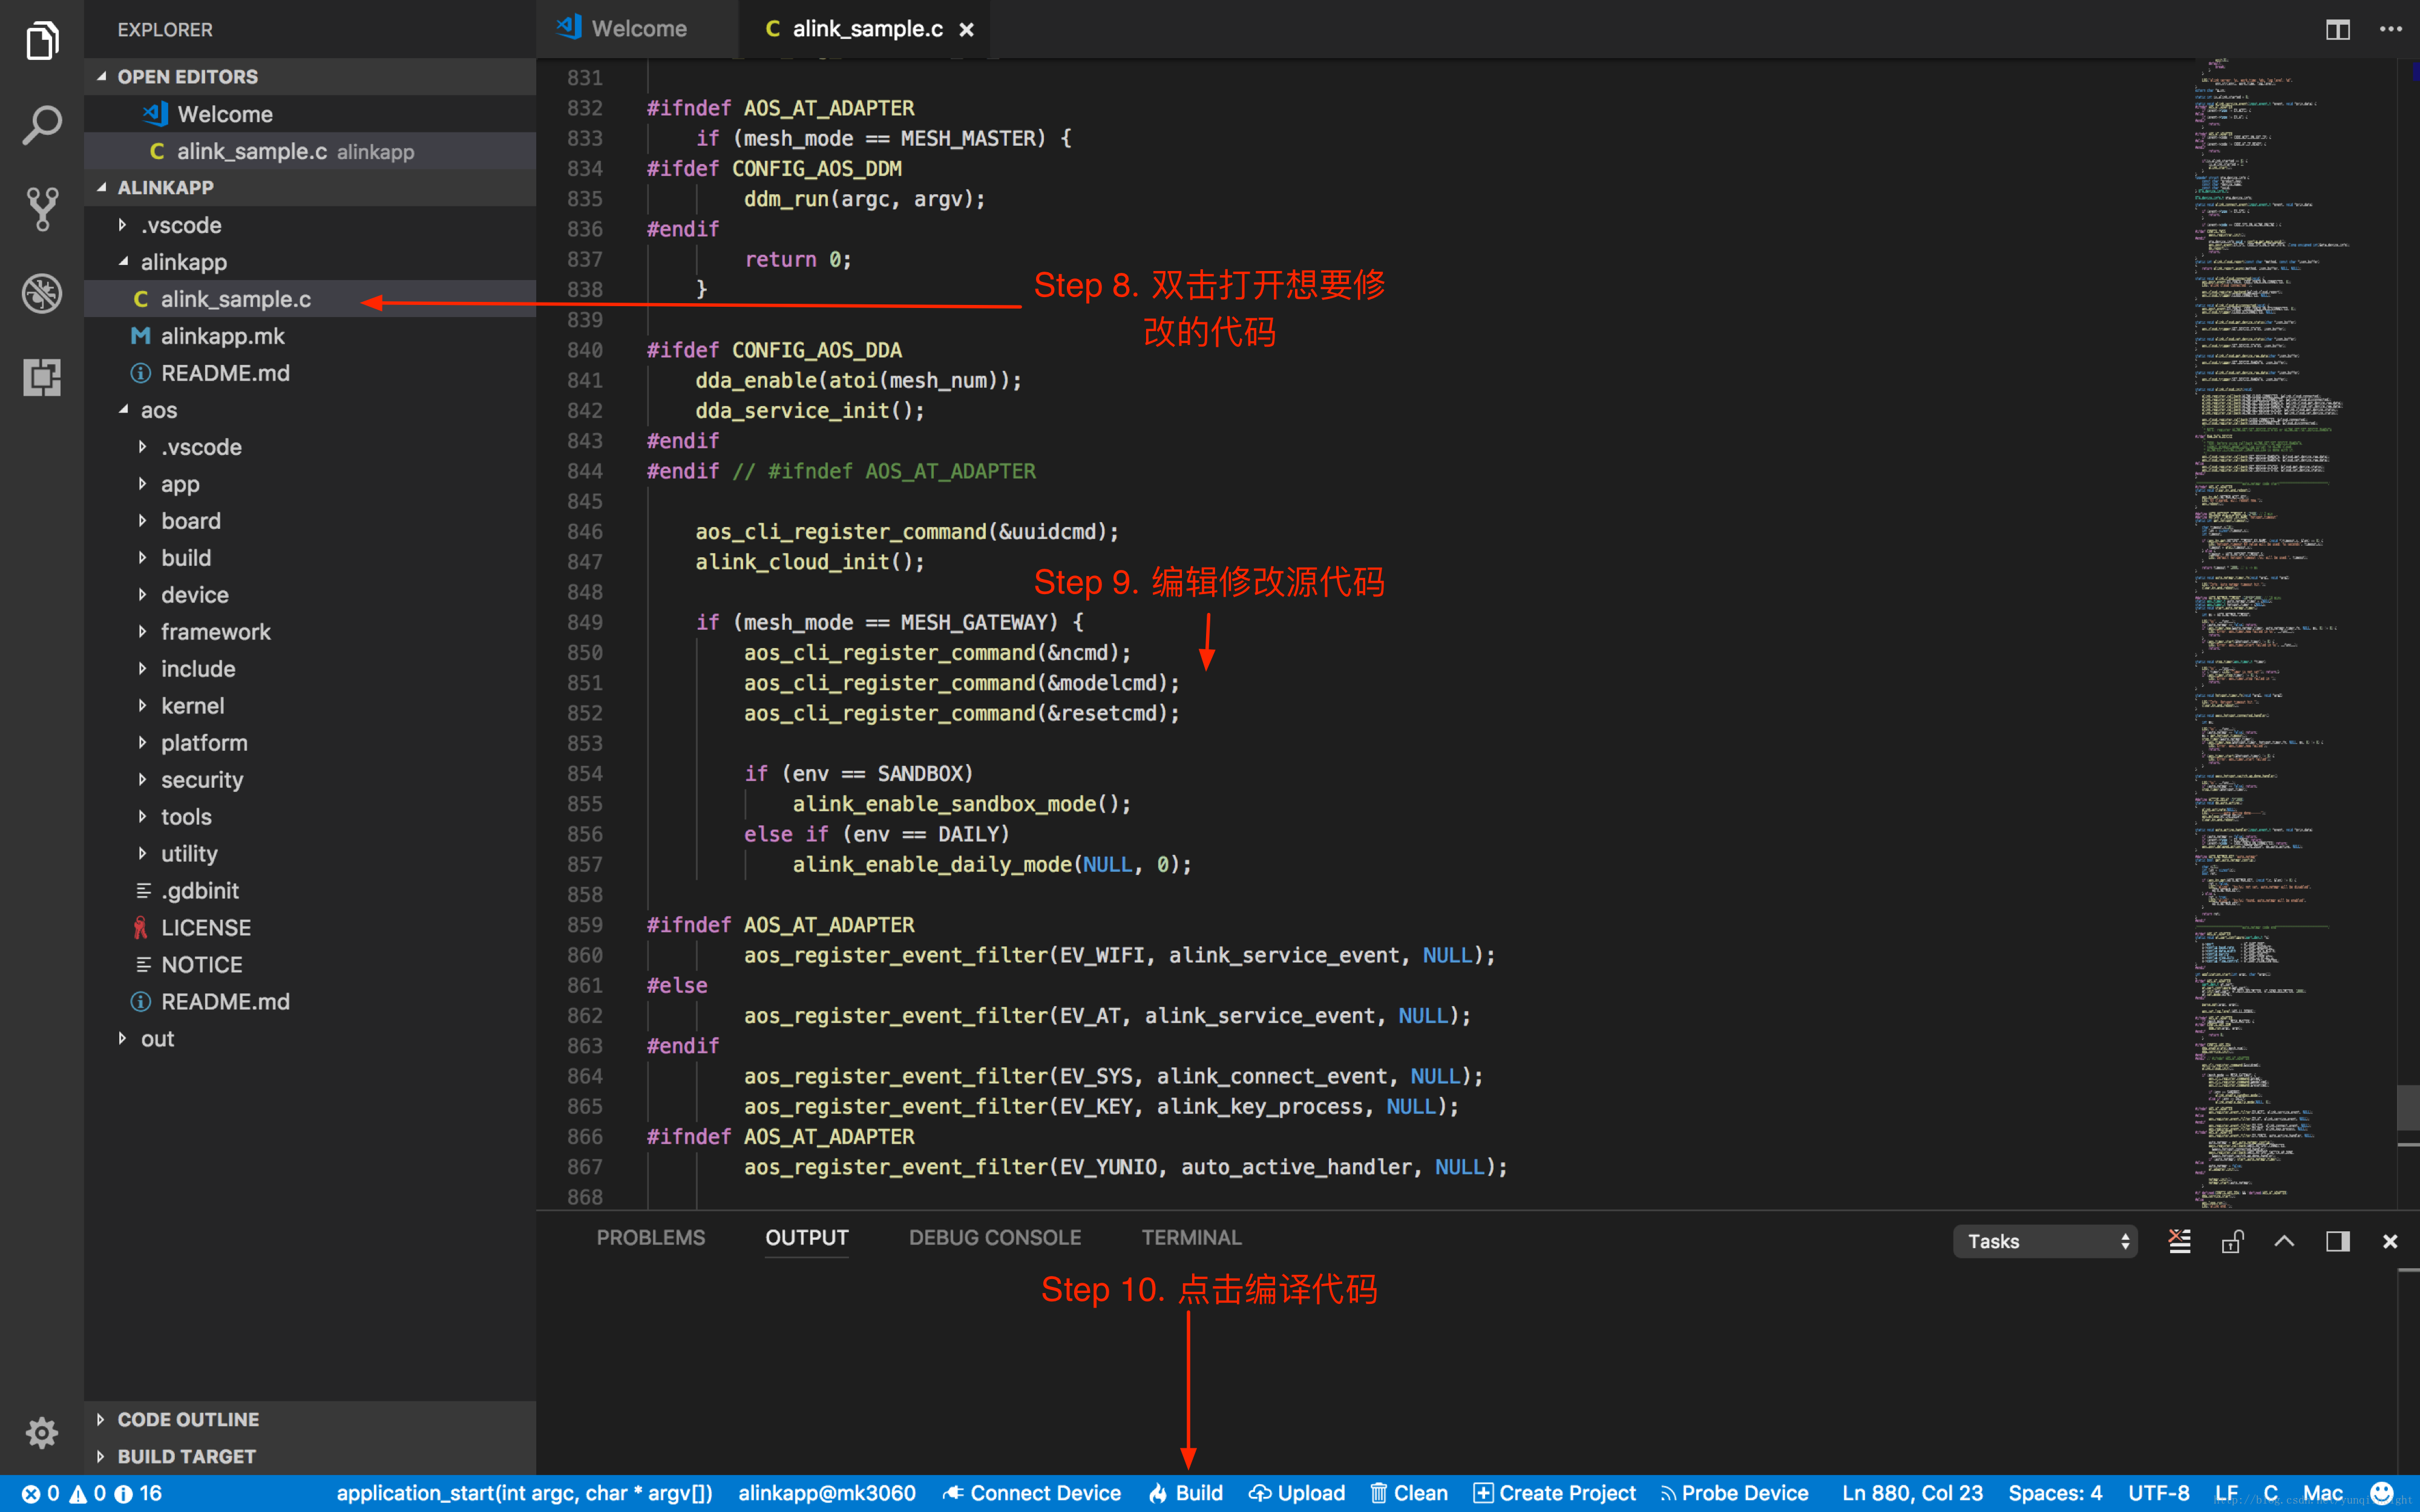 EXPLORER
OPEN EDITORS
Welcome
alink_sample.c alinkapp
ALINKAPP
.vscode
alinkapp
alink_sample.c
alinkapp.mk
README.md
aos
.vscode
app
board
build
device
framework
include
kernel
platform
security
tools
utility
.gdbinit
LICENSE
NOTICE
README.md
out
CODE OUTLINE
BUILD TARGET
Welcome
alink_sample.c
831
832 #ifndef AOS_AT_ADAPTER
833 if (mesh_mode == MESH_MASTER) {
834 #ifdef CONFIG_AOS_DDM
835 ddm_run(argc, argv);
836 #endif
837 return 0;
838 }
839
840 #ifdef CONFIG_AOS_DDA
841 dda_enable(atoi(mesh_num));
842 dda_service_init();
843 #endif
844 #endif // #ifndef AOS_AT_ADAPTER
845
846 aos_cli_register_command(&uuidcmd);
847 alink_cloud_init();
848
849 if (mesh_mode == MESH_GATEWAY) {
850 aos_cli_register_command(&ncmd);
851 aos_cli_register_command(&modelcmd);
852 aos_cli_register_command(&resetcmd);
853
854 if (env == SANDBOX)
855 alink_enable_sandbox_mode();
856 else if (env == DAILY)
857 alink_enable_daily_mode(NULL, 0);
858
859 #ifndef AOS_AT_ADAPTER
860 aos_register_event_filter(EV_WIFI, alink_service_event, NULL);
861 #else
862 aos_register_event_filter(EV_AT, alink_service_event, NULL);
863 #endif
864 aos_register_event_filter(EV_SYS, alink_connect_event, NULL);
865 aos_register_event_filter(EV_KEY, alink_key_process, NULL);
866 #ifndef AOS_AT_ADAPTER
867 aos_register_event_filter(EV_YUNIO, auto_active_handler, NULL);
868
Step 8. 双击打开想要修
改的代码
Step 9. 编辑修改源代码
PROBLEMS OUTPUT DEBUG CONSOLE TERMINAL Tasks
Step 10. 点击编译代码
0 0 16 application_start(int argc, char * argv[]) alinkapp@mk3060 Connect Device Build Upload Clean Create Project Probe Device Ln 880, Col 23 Spaces: 4 UTF-8 LF C Mac